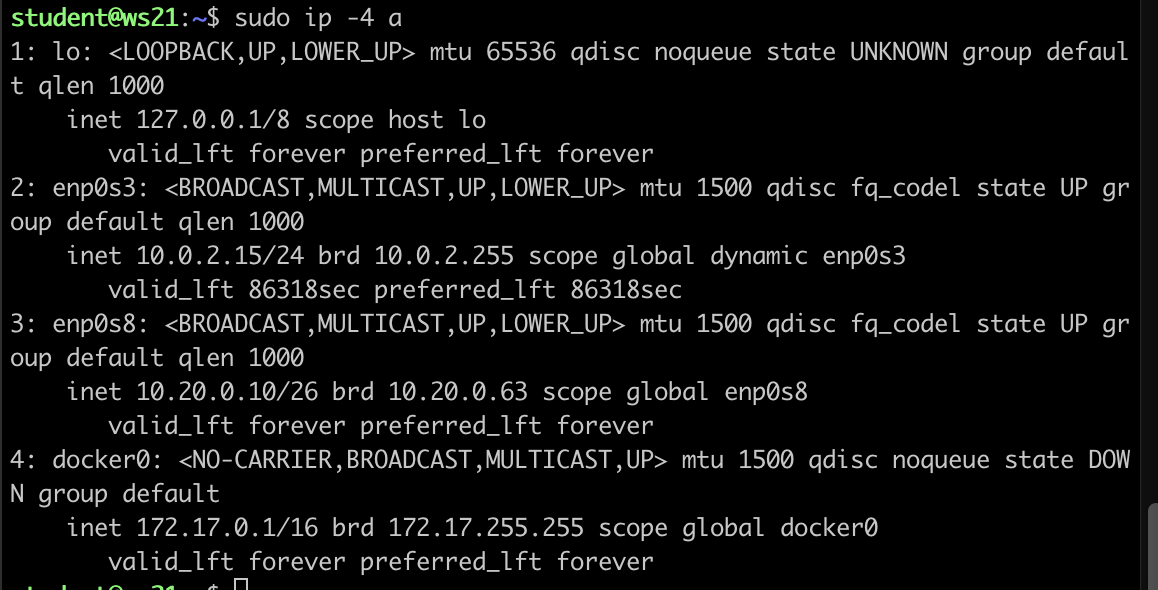 student@ws21:~$ sudo ip -4 a
1: lo: <LOOPBACK,UP,LOWER_UP> mtu 65536 qdisc noqueue state UNKNOWN group defaul
t qlen 1000
    inet 127.0.0.1/8 scope host lo
       valid_lft forever preferred_lft forever
2: enp0s3: <BROADCAST,MULTICAST,UP,LOWER_UP> mtu 1500 qdisc fq_codel state UP gr
oup default qlen 1000
    inet 10.0.2.15/24 brd 10.0.2.255 scope global dynamic enp0s3
       valid_lft 86318sec preferred_lft 86318sec
3: enp0s8: <BROADCAST,MULTICAST,UP,LOWER_UP> mtu 1500 qdisc fq_codel state UP gr
oup default qlen 1000
    inet 10.20.0.10/26 brd 10.20.0.63 scope global enp0s8
       valid_lft forever preferred_lft forever
4: docker0: <NO-CARRIER,BROADCAST,MULTICAST,UP> mtu 1500 qdisc noqueue state DOW
N group default
    inet 172.17.0.1/16 brd 172.17.255.255 scope global docker0
       valid_lft forever preferred_lft forever